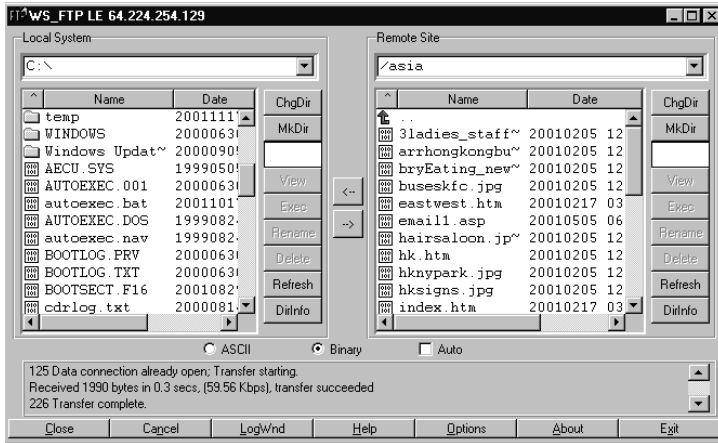 WS_FTP LE 64.224.254.129
Local System
C:\
^ Name Date
temp 20011117
WINDOWS 2000063
Windows Updat~ 2000090
AECU.SYS 1999050
AUTOEXEC.001 2000063
autoexec.bat 2001101
AUTOEXEC.DOS 1999082
autoexec.nav 1999082
BOOTLOG.PRV 2000063
BOOTLOG.TXT 2000063
BOOTSECT.F16 2001082
cdrlog.txt 2000081
ChgDir
MkDir
View
Exec
Rename
Delete
Refresh
DirInfo
<--
-->
Remote Site
/asia
^ Name Date
..
3ladies_staff~ 20010205 12
arrhongkongbu~ 20010205 12
bryEating_new~ 20010205 12
buseskfc.jpg 20010205 12
eastwest.htm 20010217 03
email1.asp 20010505 06
hairsaloon.jp~ 20010205 12
hk.htm 20010205 12
hknypark.jpg 20010205 12
hksigns.jpg 20010205 12
index.htm 20010217 03
ChgDir
MkDir
View
Exec
Rename
Delete
Refresh
DirInfo
ASCII Binary Auto
125 Data connection already open; Transfer starting.
Received 1990 bytes in 0.3 secs, (59.56 Kbps), transfer succeeded
226 Transfer complete.
Close Cancel LogWnd Help Options About Exit